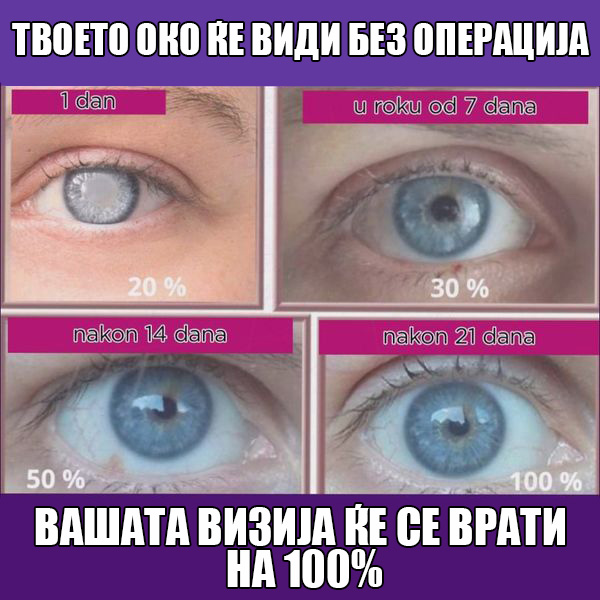 ТВОЕТО ОКО ЌЕ ВИДИ БЕЗ ОПЕРАЦИЈА
1 dan
u roku od 7 dana
20 %
30 %
nakon 14 dana
nakon 21 dana
50 %
100 %
ВАШАТА ВИЗИЈА ЌЕ СЕ ВРАТИ
НА 100%